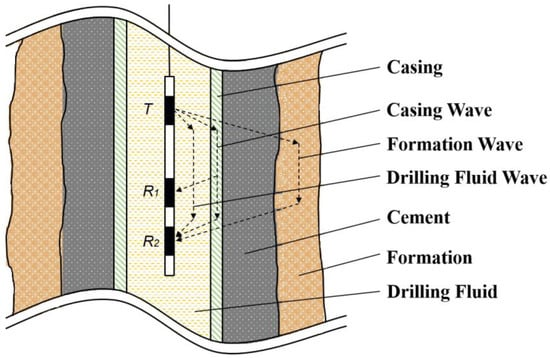 T
R1
R2
Casing
Casing Wave
Formation Wave
Drilling Fluid Wave
Cement
Formation
Drilling Fluid